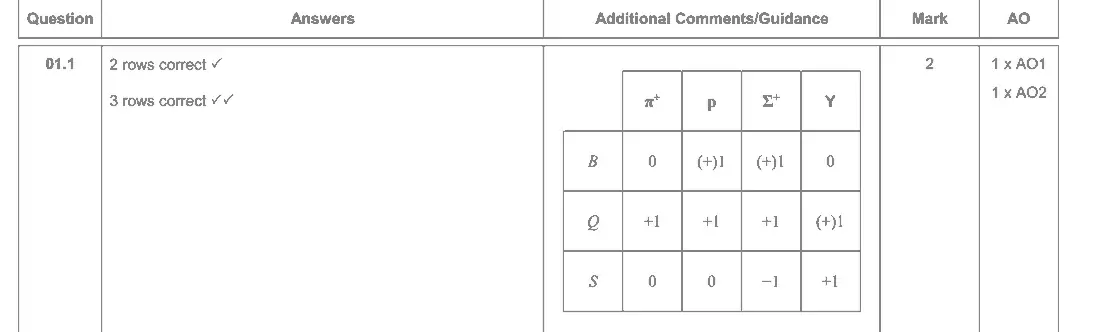 Question Answers Additional Comments/Guidance Mark AO
01.1 2 rows correct ✓ 2 1 x AO1
3 rows correct ✓✓ 1 x AO2
π⁺ p Σ⁺ Y
B 0 (+)1 (+)1 0
Q +1 +1 +1 (+)1
S 0 0 −1 +1